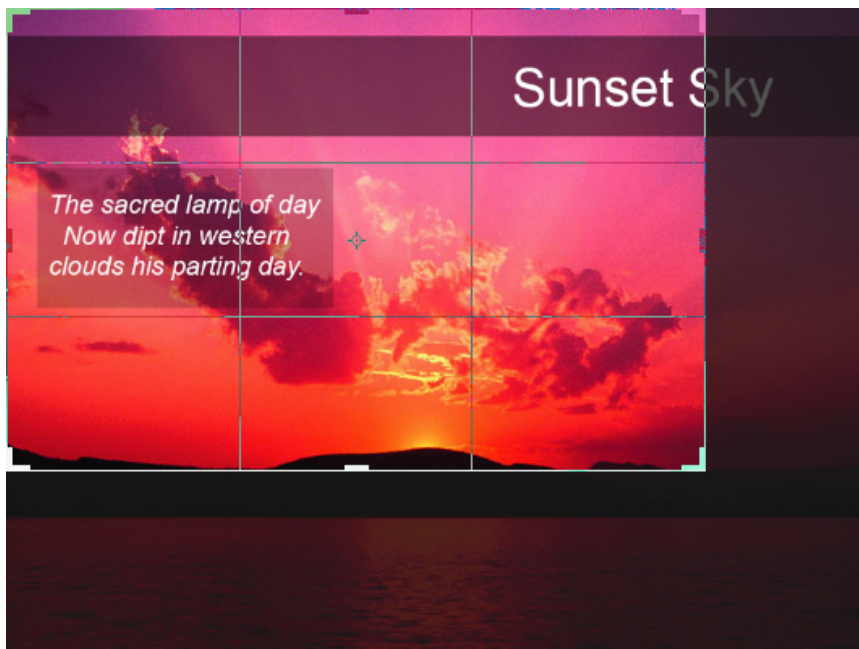 Sunset Sky
The sacred lamp of day
Now dipt in western
clouds his parting day.